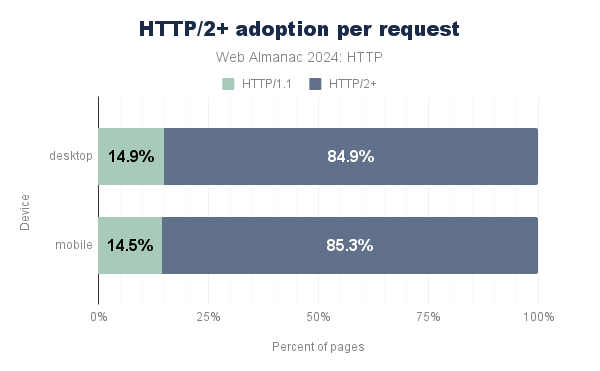 HTTP/2+ adoption per request
Web Almanac 2024: HTTP
HTTP/1.1 HTTP/2+
desktop 14.9% 84.9%
mobile 14.5% 85.3%
Device
0% 25% 50% 75% 100%
Percent of pages